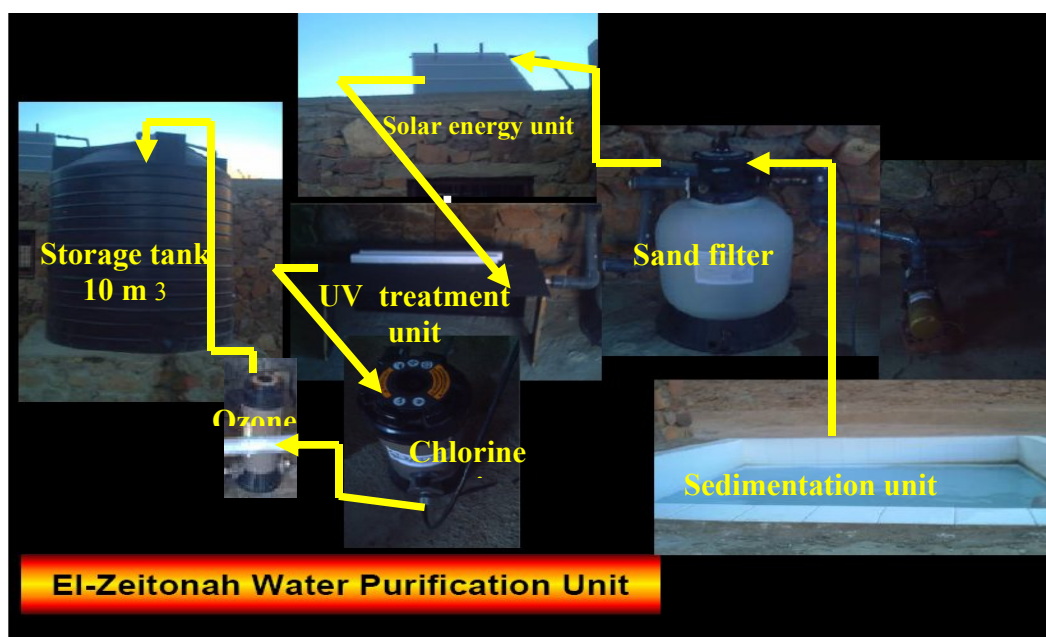 Solar energy unit
Storage tank
10 m 3
Sand filter
UV treatment
unit
Ozone
Chlorine
Sedimentation unit
El-Zeitonah Water Purification Unit